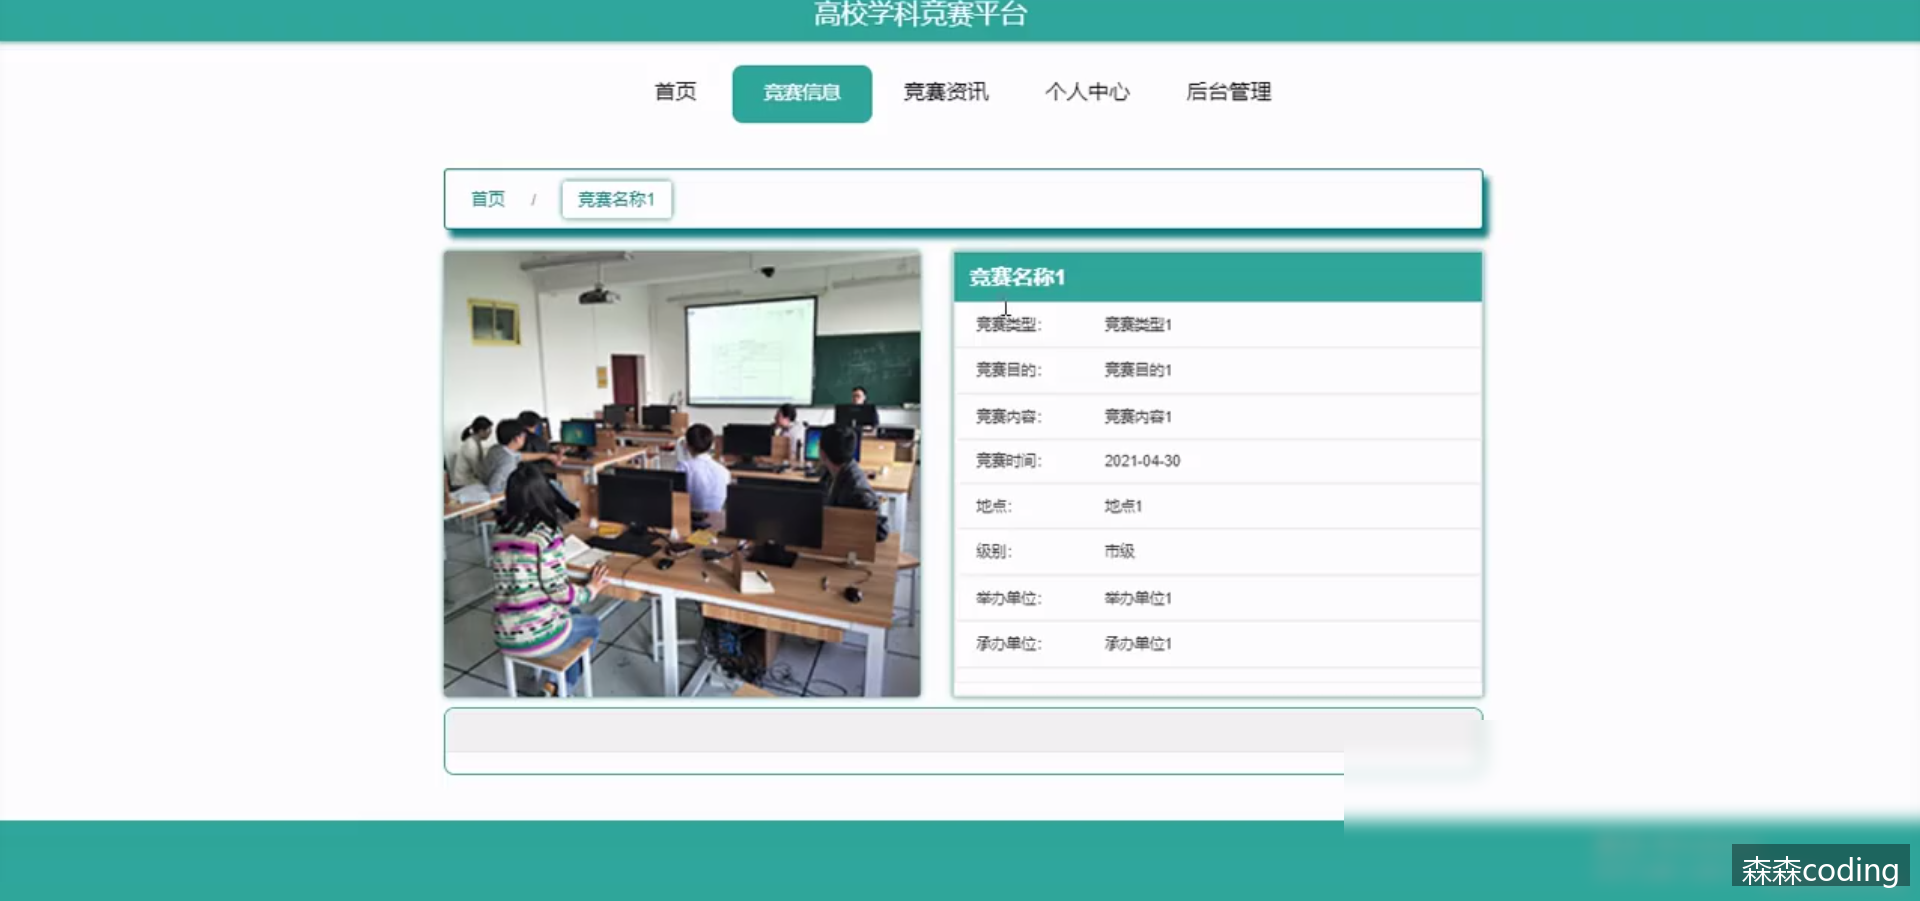 高校学科竞赛平台
首页 竞赛信息 竞赛资讯 个人中心 后台管理
首页 / 竞赛名称1
竞赛名称1
竞赛类型: 竞赛类型1
竞赛目的: 竞赛目的1
竞赛内容: 竞赛内容1
竞赛时间: 2021-04-30
地点: 地点1
级别: 市级
举办单位: 举办单位1
承办单位: 承办单位1
森森coding